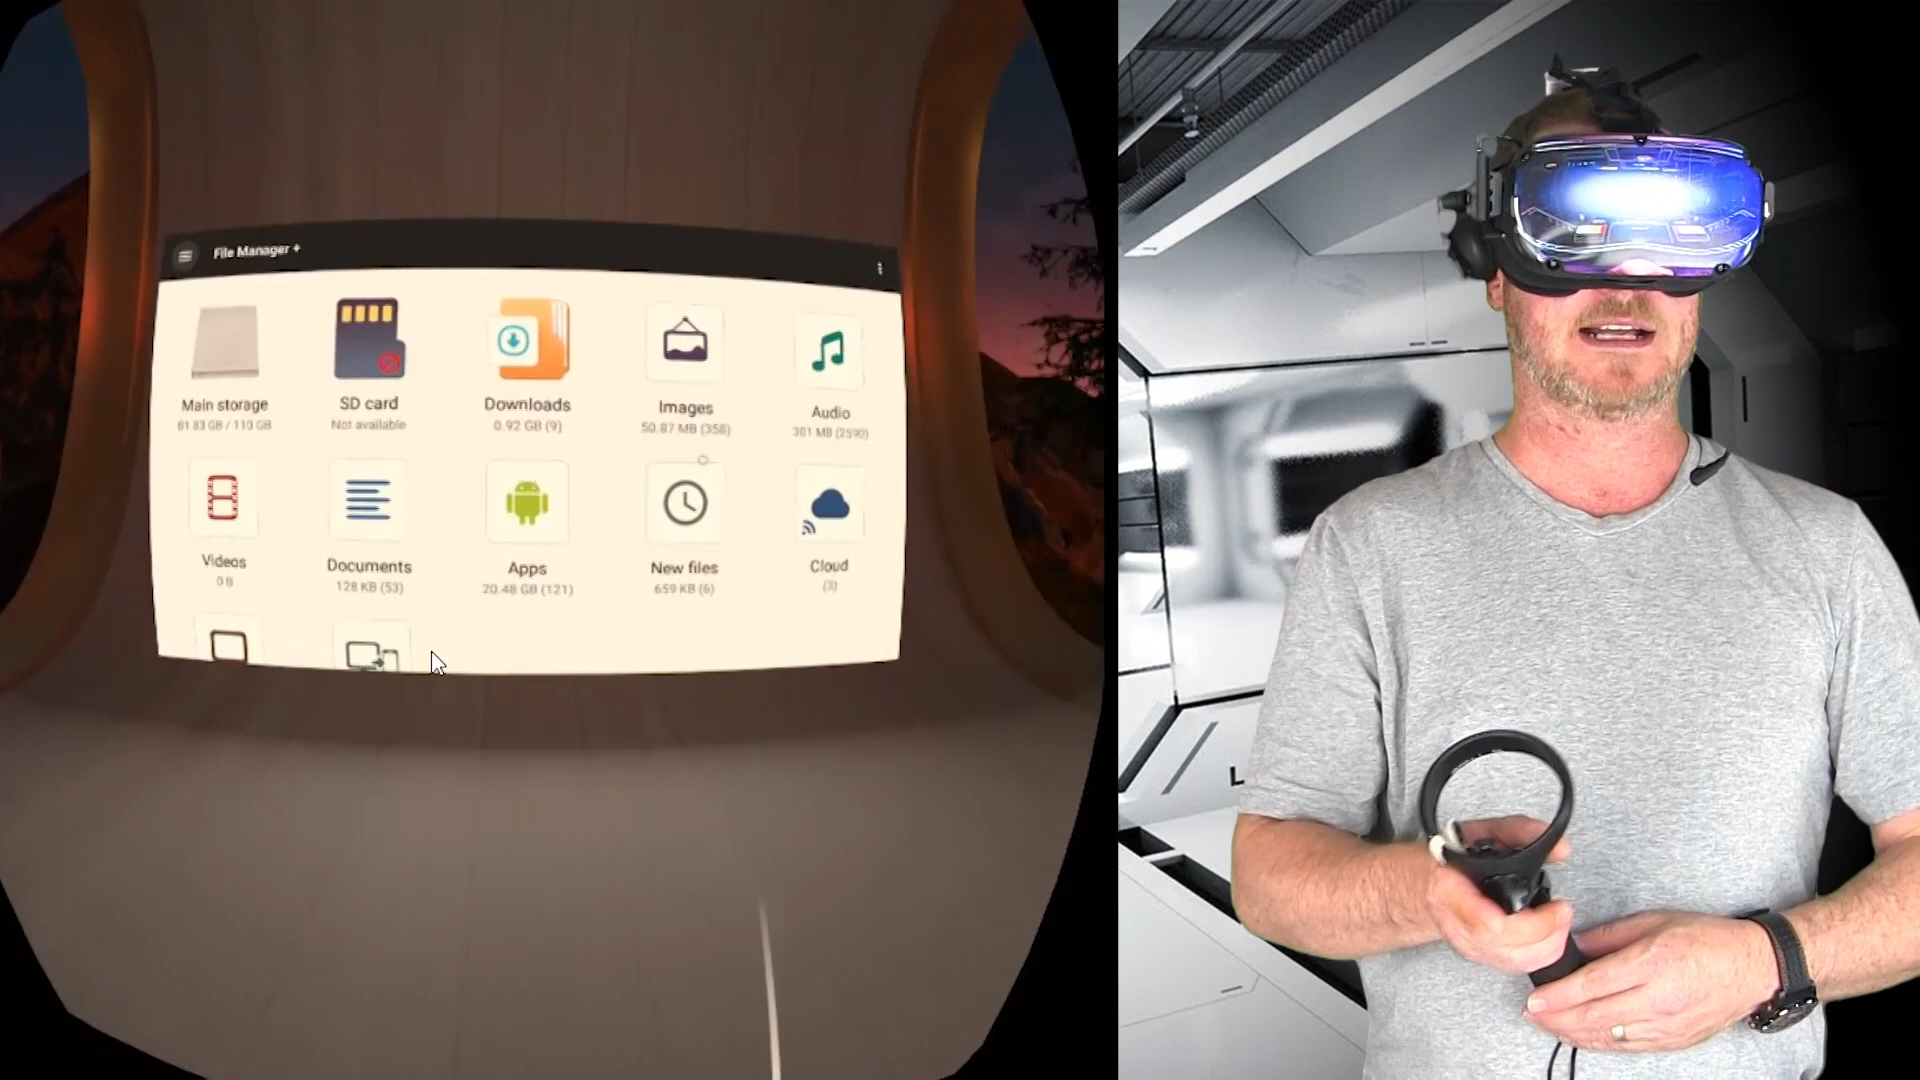 File Manager +
Main storage
81.83 GB / 110 GB
SD card
Not available
Downloads
0.92 GB (9)
Images
50.87 MB (358)
Audio
301 MB (2590)
Videos
0 B
Documents
128 KB (53)
Apps
20.48 GB (121)
New files
659 KB (6)
Cloud
(3)
L